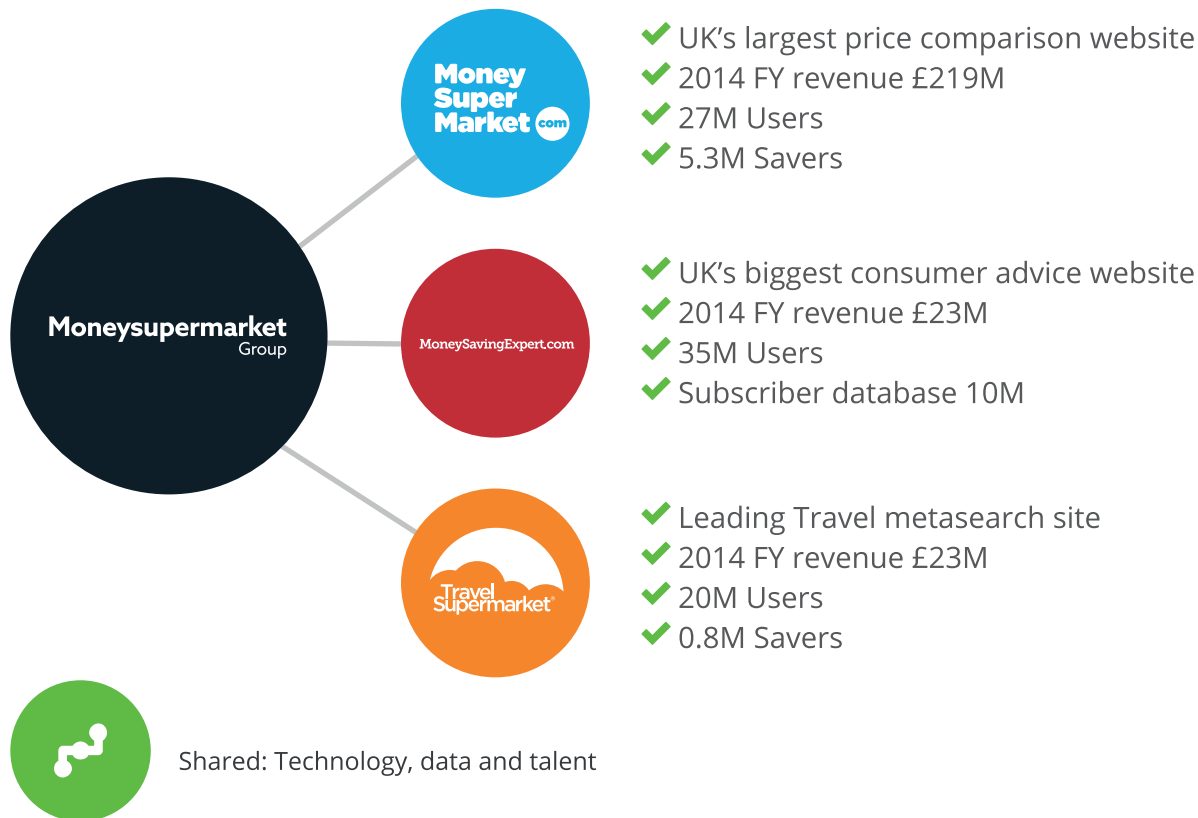 Money
Super
Market com
UK’s largest price comparison website
2014 FY revenue £219M
27M Users
5.3M Savers
Moneysupermarket
Group
MoneySavingExpert.com
UK’s biggest consumer advice website
2014 FY revenue £23M
35M Users
Subscriber database 10M
Travel
Supermarket®
Leading Travel metasearch site
2014 FY revenue £23M
20M Users
0.8M Savers
Shared: Technology, data and talent